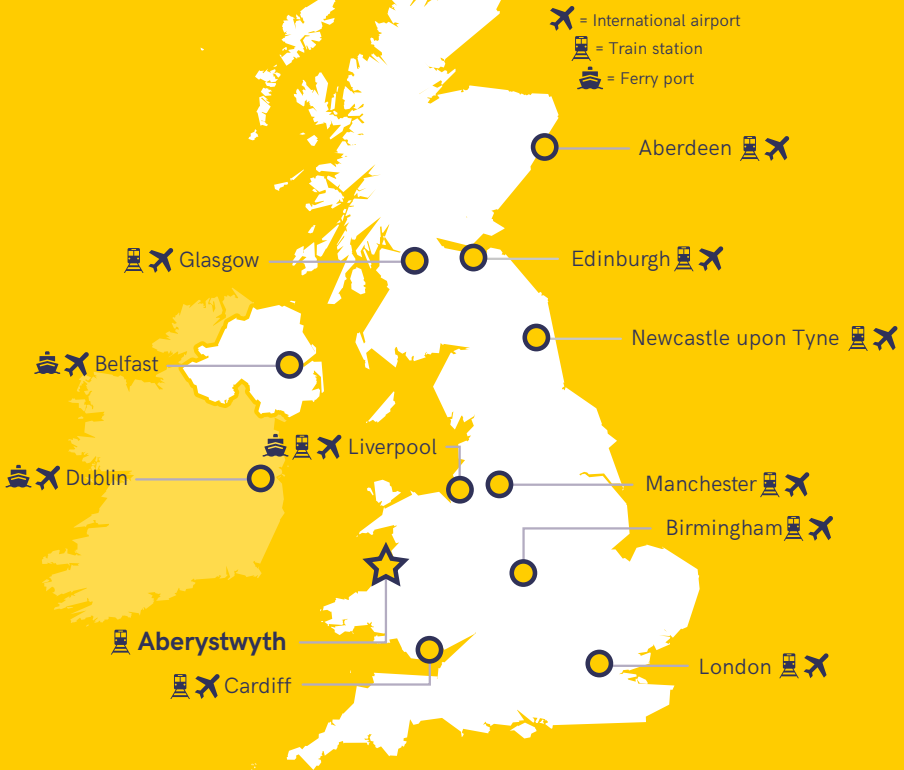 = International airport
= Train station
= Ferry port
Aberdeen
Glasgow
Edinburgh
Newcastle upon Tyne
Belfast
Liverpool
Dublin
Manchester
Birmingham
Aberystwyth
London
Cardiff